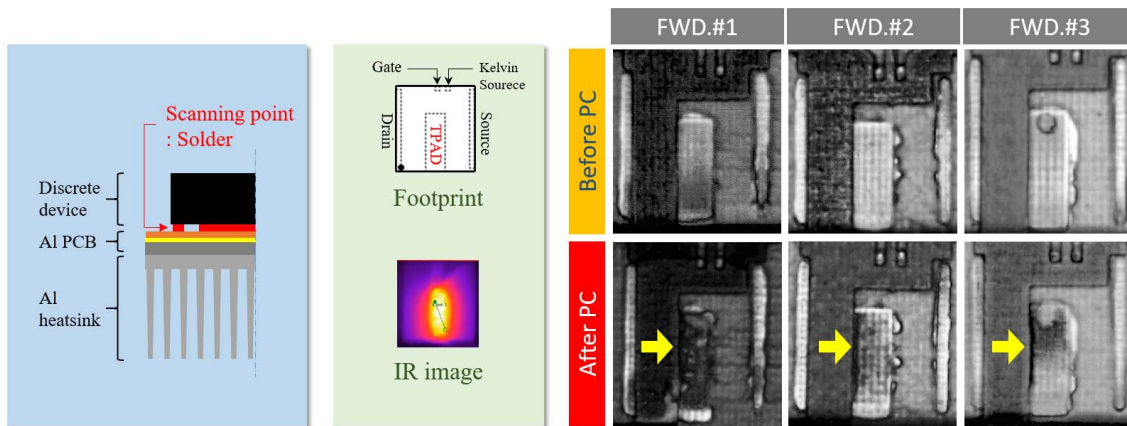 Scanning point
: Solder
Discrete
device
Al PCB
Al
heatsink
Gate
Kelvin
Sourece
Drain
TPAD
Source
Footprint
IR image
FWD.#1
FWD.#2
FWD.#3
Before PC
After PC